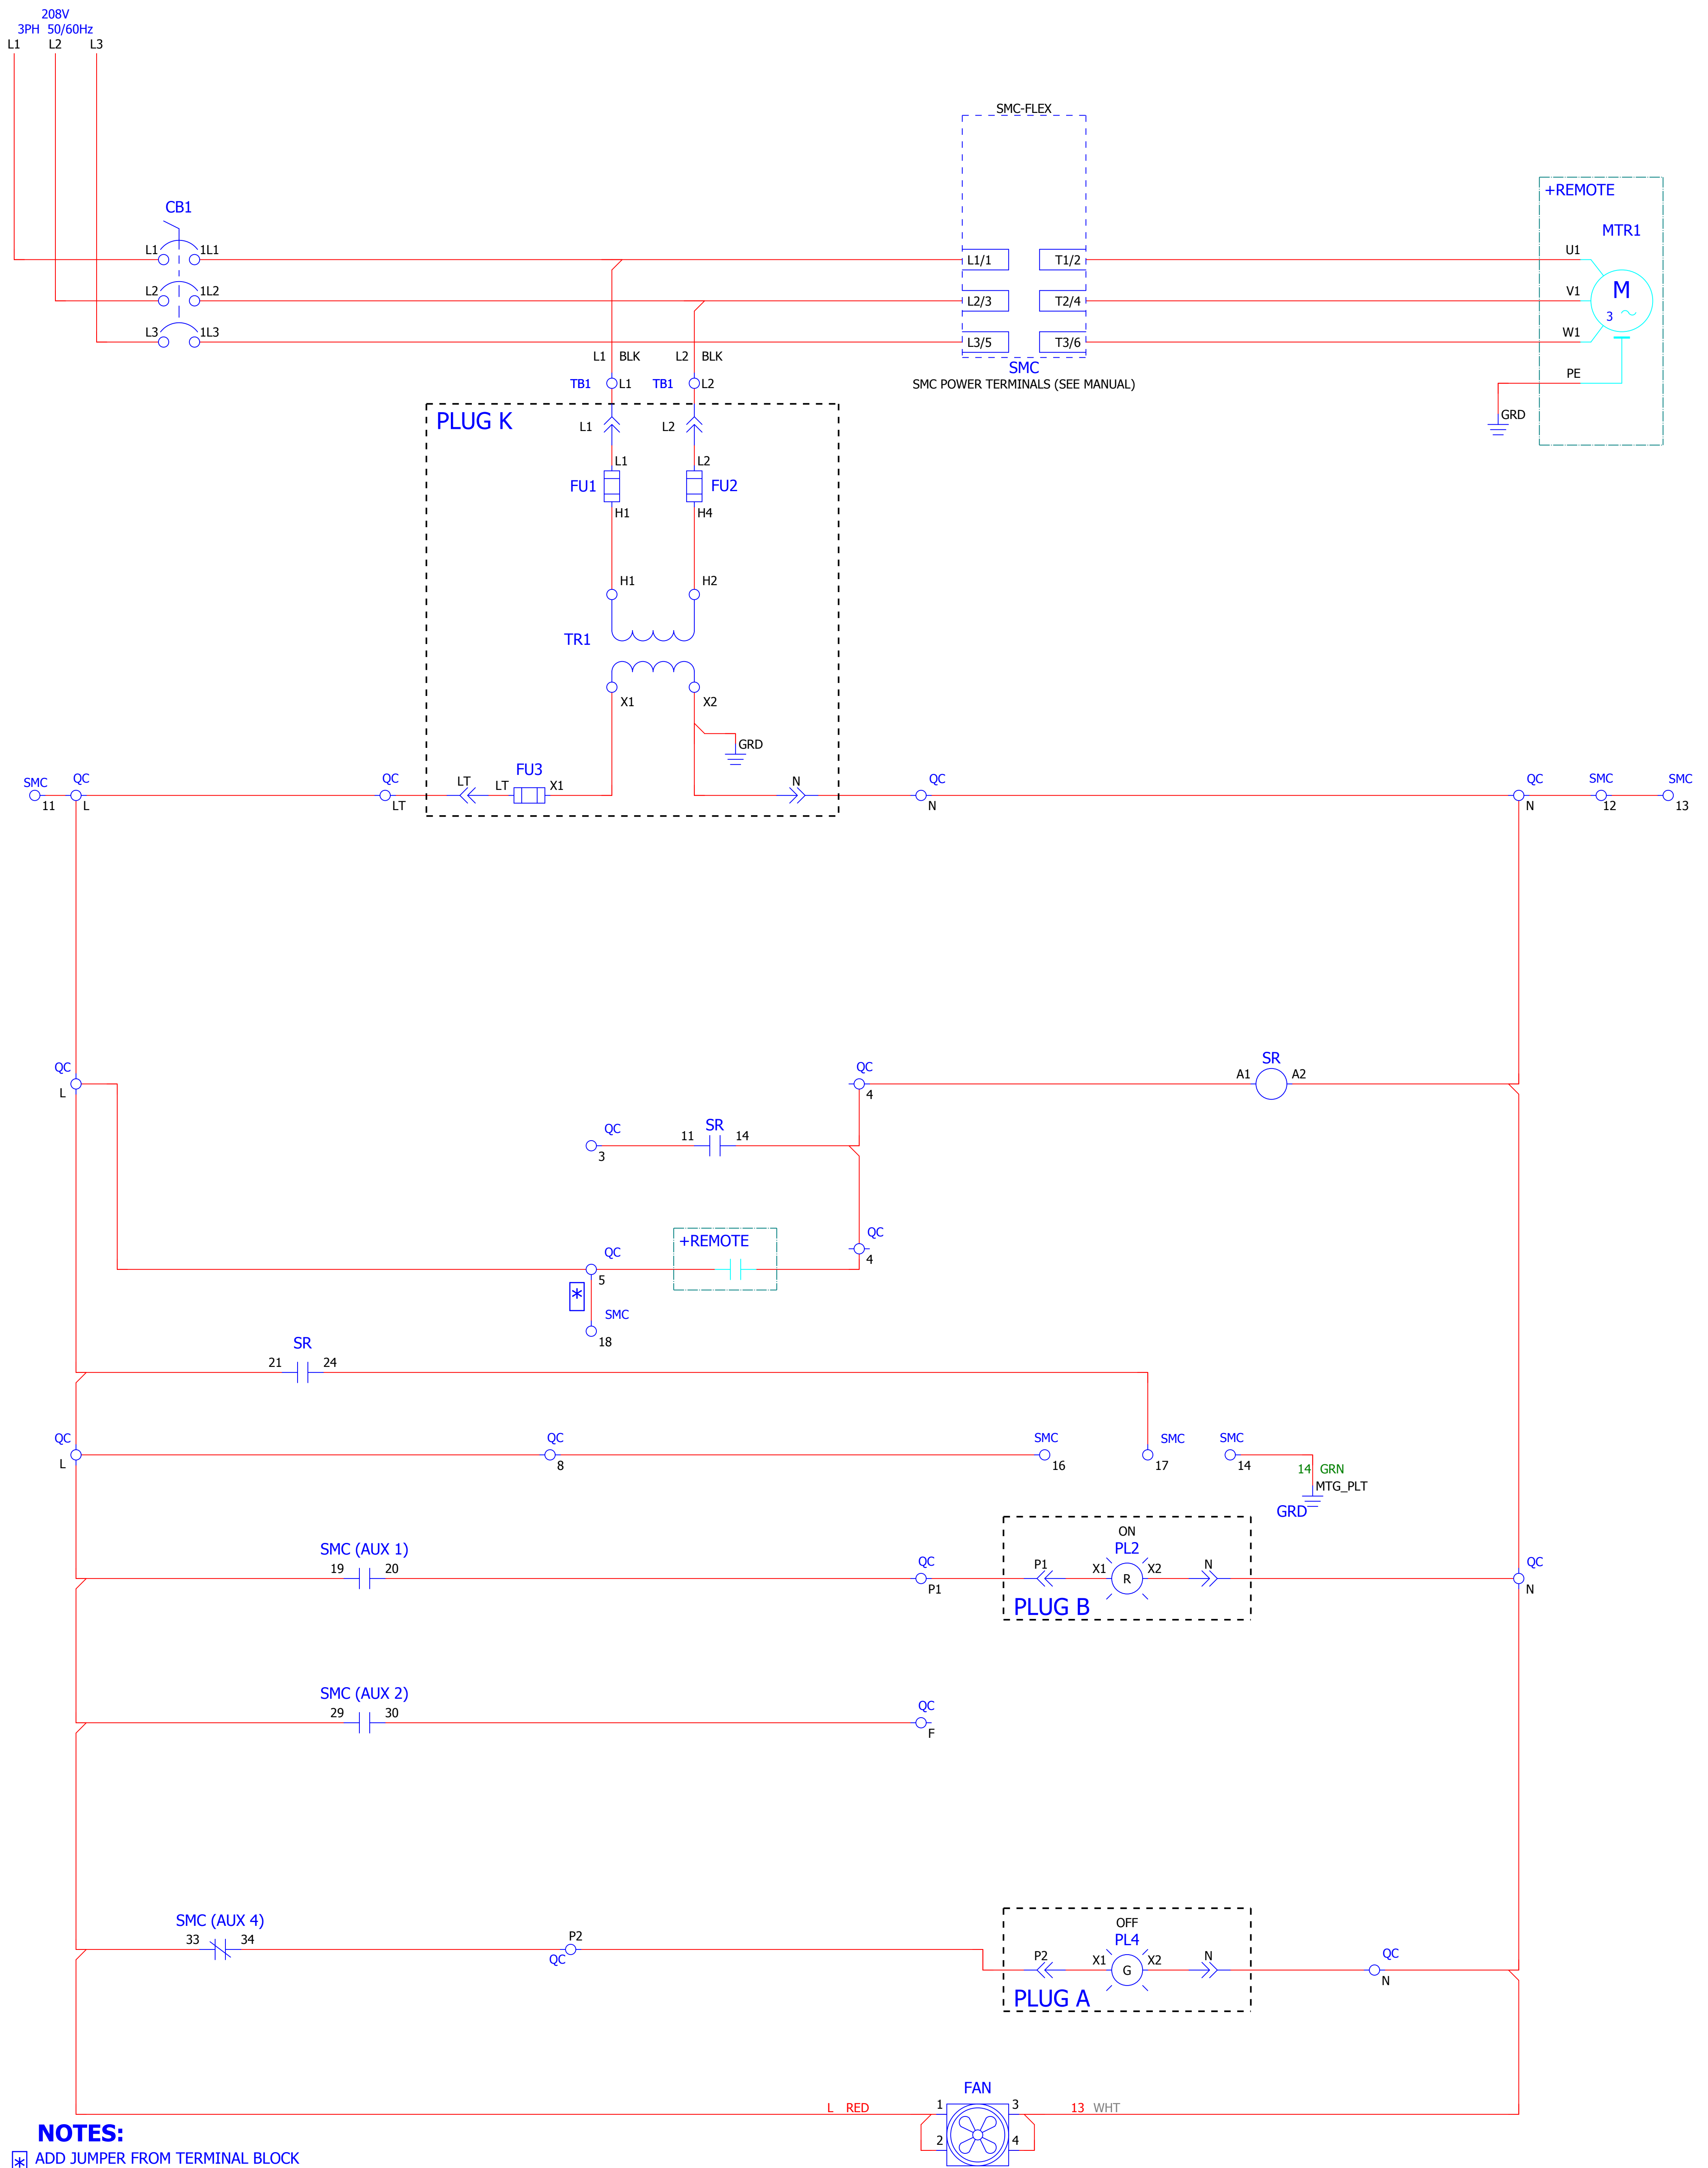 208V
3PH 50/60Hz
L1 L2 L3
SMC-FLEX
+REMOTE
CB1
MTR1
L1 1L1
L1/1 T1/2
U1
L2 1L2
L2/3 T2/4
V1
M
3
L3 1L3
L3/5 T3/6
W1
L1 BLK L2 BLK
SMC
SMC POWER TERMINALS (SEE MANUAL)
PE
TB1 L1 TB1 L2
GRD
PLUG K
L1 L2
L1 L2
FU1 FU2
H1 H4
H1 H2
TR1
X1 X2
GRD
FU3
SMC QC QC LT LT X1 N QC QC SMC SMC
11 L LT N N 12 13
QC QC SR
L 4 A1 A2
QC SR
3 11 14
QC
4
QC +REMOTE
5
*
SMC
18
SR
21 24
QC QC SMC SMC SMC
L 8 16 17 14
14 GRN
MTG_PLT
GRD
ON
SMC (AUX 1) PL2
19 20 QC P1 X1 X2 N QC
P1 R N
PLUG B
SMC (AUX 2)
29 30 QC
F
SMC (AUX 4) OFF
33 34 P2 PL4
QC P2 X1 X2 N QC
G N
PLUG A
FAN
L RED 1 3 13 WHT
2 4
NOTES:
* ADD JUMPER FROM TERMINAL BLOCK